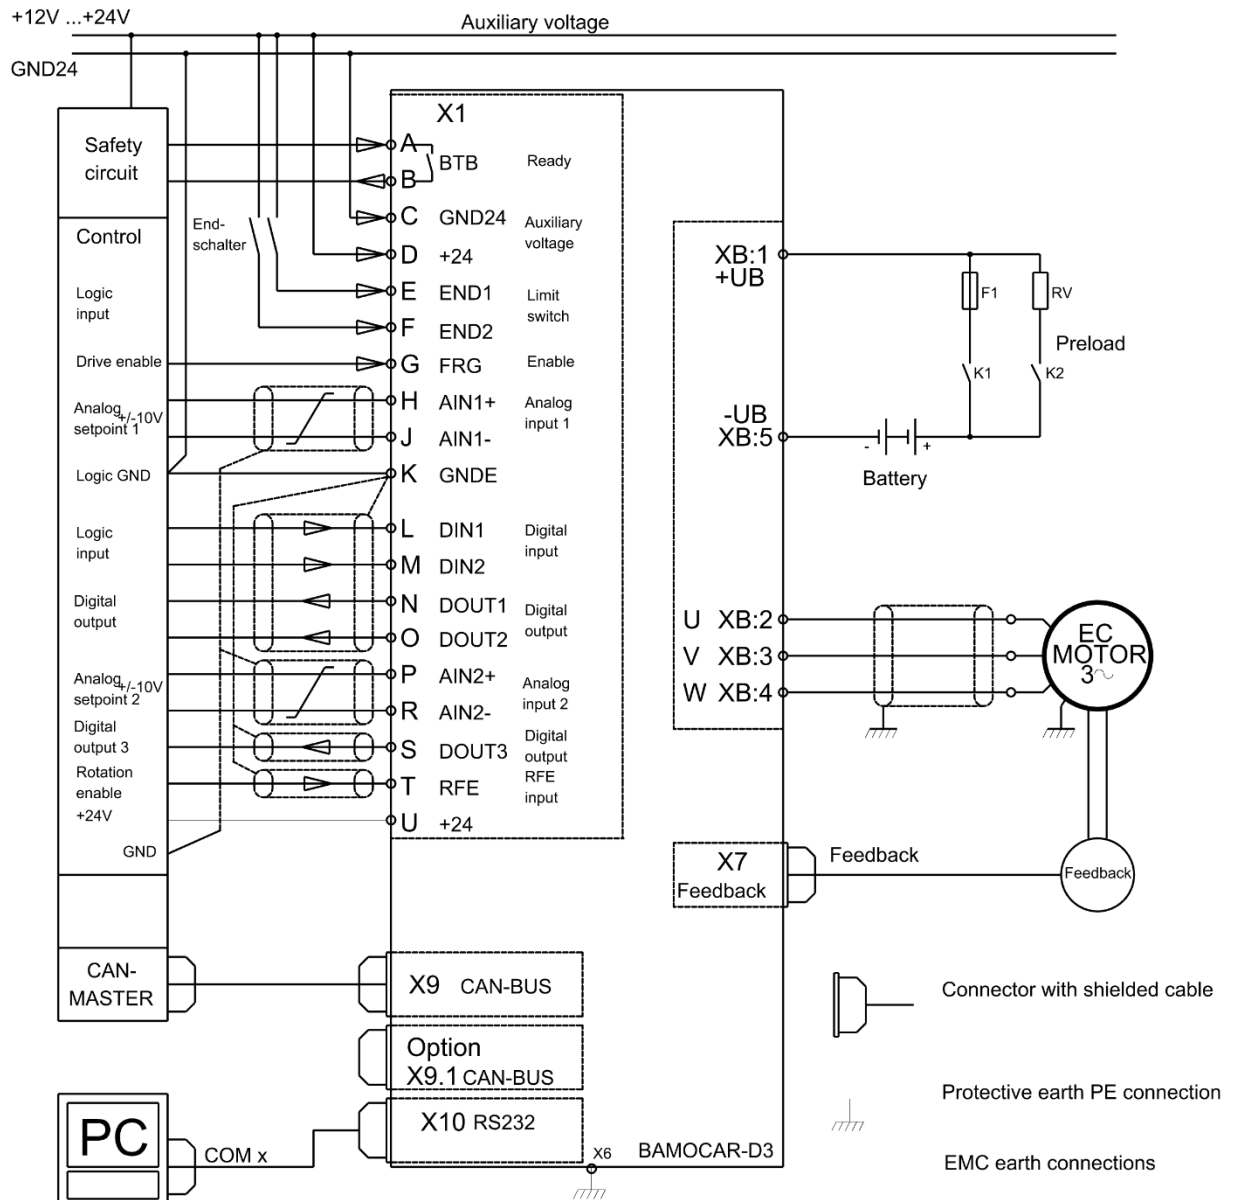 +12V ...+24V
Auxiliary voltage
GND24
Safety
circuit
Control
Logic
input
Drive enable
Analog
+/-10V
setpoint 1
Logic GND
Logic
input
Digital
output
Analog
+/-10V
setpoint 2
Digital
output 3
Rotation
enable
+24V
GND
CAN-
MASTER
PC
COM x
End-
schalter
X1
A
BTB
Ready
B
C GND24
Auxiliary
voltage
D +24
E END1
Limit
switch
F END2
G FRG
Enable
H AIN1+
Analog
input 1
J AIN1-
K GNDE
L DIN1
Digital
input
M DIN2
N DOUT1
Digital
output
O DOUT2
P AIN2+
Analog
input 2
R AIN2-
S DOUT3
Digital
output
T RFE
RFE
input
U +24
X9 CAN-BUS
Option
X9.1 CAN-BUS
X10 RS232
X6
BAMOCAR-D3
XB:1
+UB
F1
RV
Preload
K1
K2
-UB
XB:5
- +
Battery
U XB:2
V XB:3
W XB:4
EC
MOTOR
3~
X7
Feedback
Feedback
Feedback
Connector with shielded cable
Protective earth PE connection
EMC earth connections